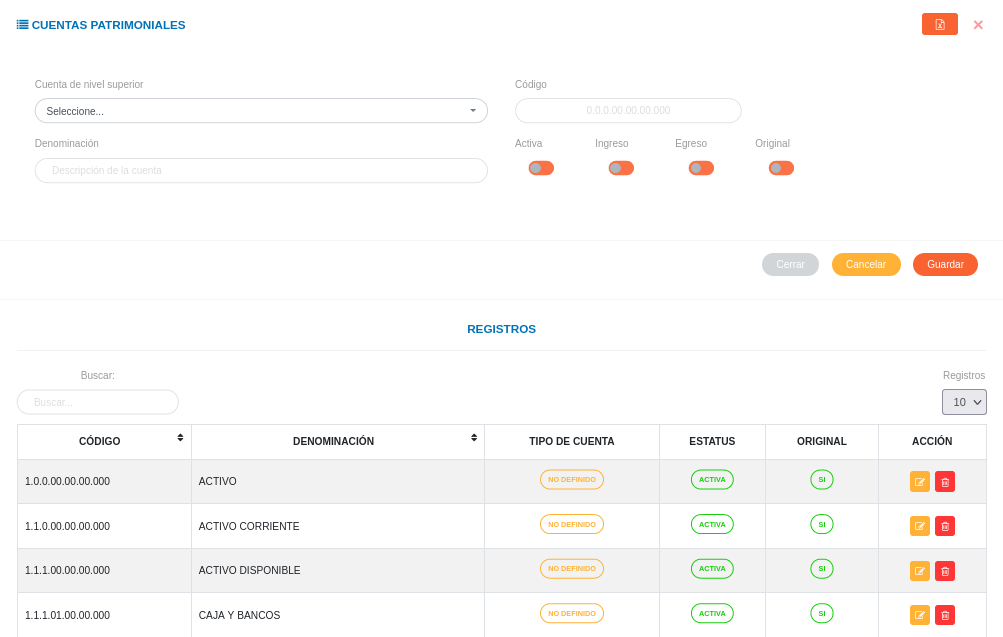 CUENTAS PATRIMONIALES
Cuenta de nivel superior
Código
Seleccione...
0.0.0.00.00.00.000
Denominación
Activa Ingreso Egreso Original
Descripción de la cuenta
Cerrar Cancelar Guardar
REGISTROS
Buscar:
Registros
Buscar...
10
CÓDIGO DENOMINACIÓN TIPO DE CUENTA ESTATUS ORIGINAL ACCIÓN
1.0.0.00.00.00.000 ACTIVO NO DEFINIDO ACTIVA SI
1.1.0.00.00.00.000 ACTIVO CORRIENTE NO DEFINIDO ACTIVA SI
1.1.1.00.00.00.000 ACTIVO DISPONIBLE NO DEFINIDO ACTIVA SI
1.1.1.01.00.00.000 CAJA Y BANCOS NO DEFINIDO ACTIVA SI